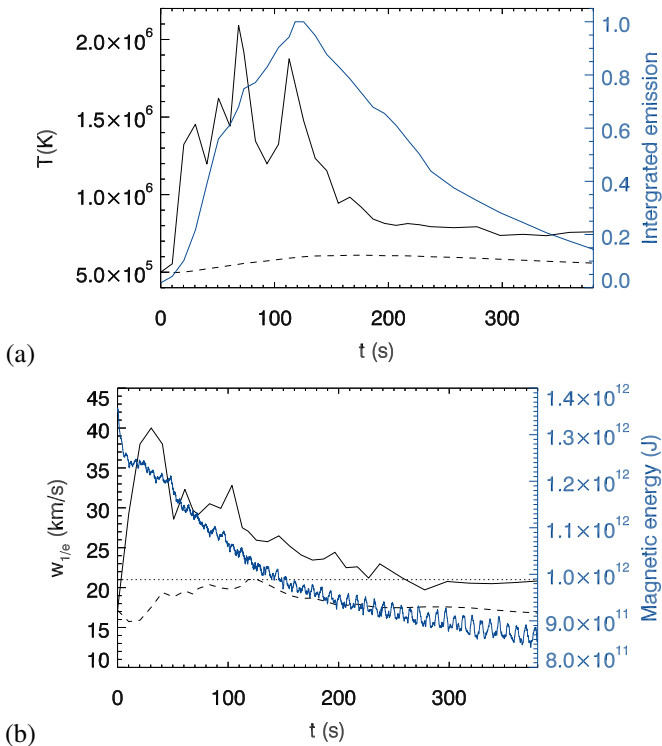 T(K)
2.0×10⁶
1.5×10⁶
1.0×10⁶
5.0×10⁵
0 100 200 300
t (s)
1.0
0.8
0.6
0.4
0.2
0.0
Intergrated emission
(a)
w₁/ₑ (km/s)
45
40
35
30
25
20
15
10
0 100 200 300
t (s)
1.4×10¹²
1.3×10¹²
1.2×10¹²
1.1×10¹²
1.0×10¹²
9.0×10¹¹
8.0×10¹¹
Magnetic energy (J)
(b)